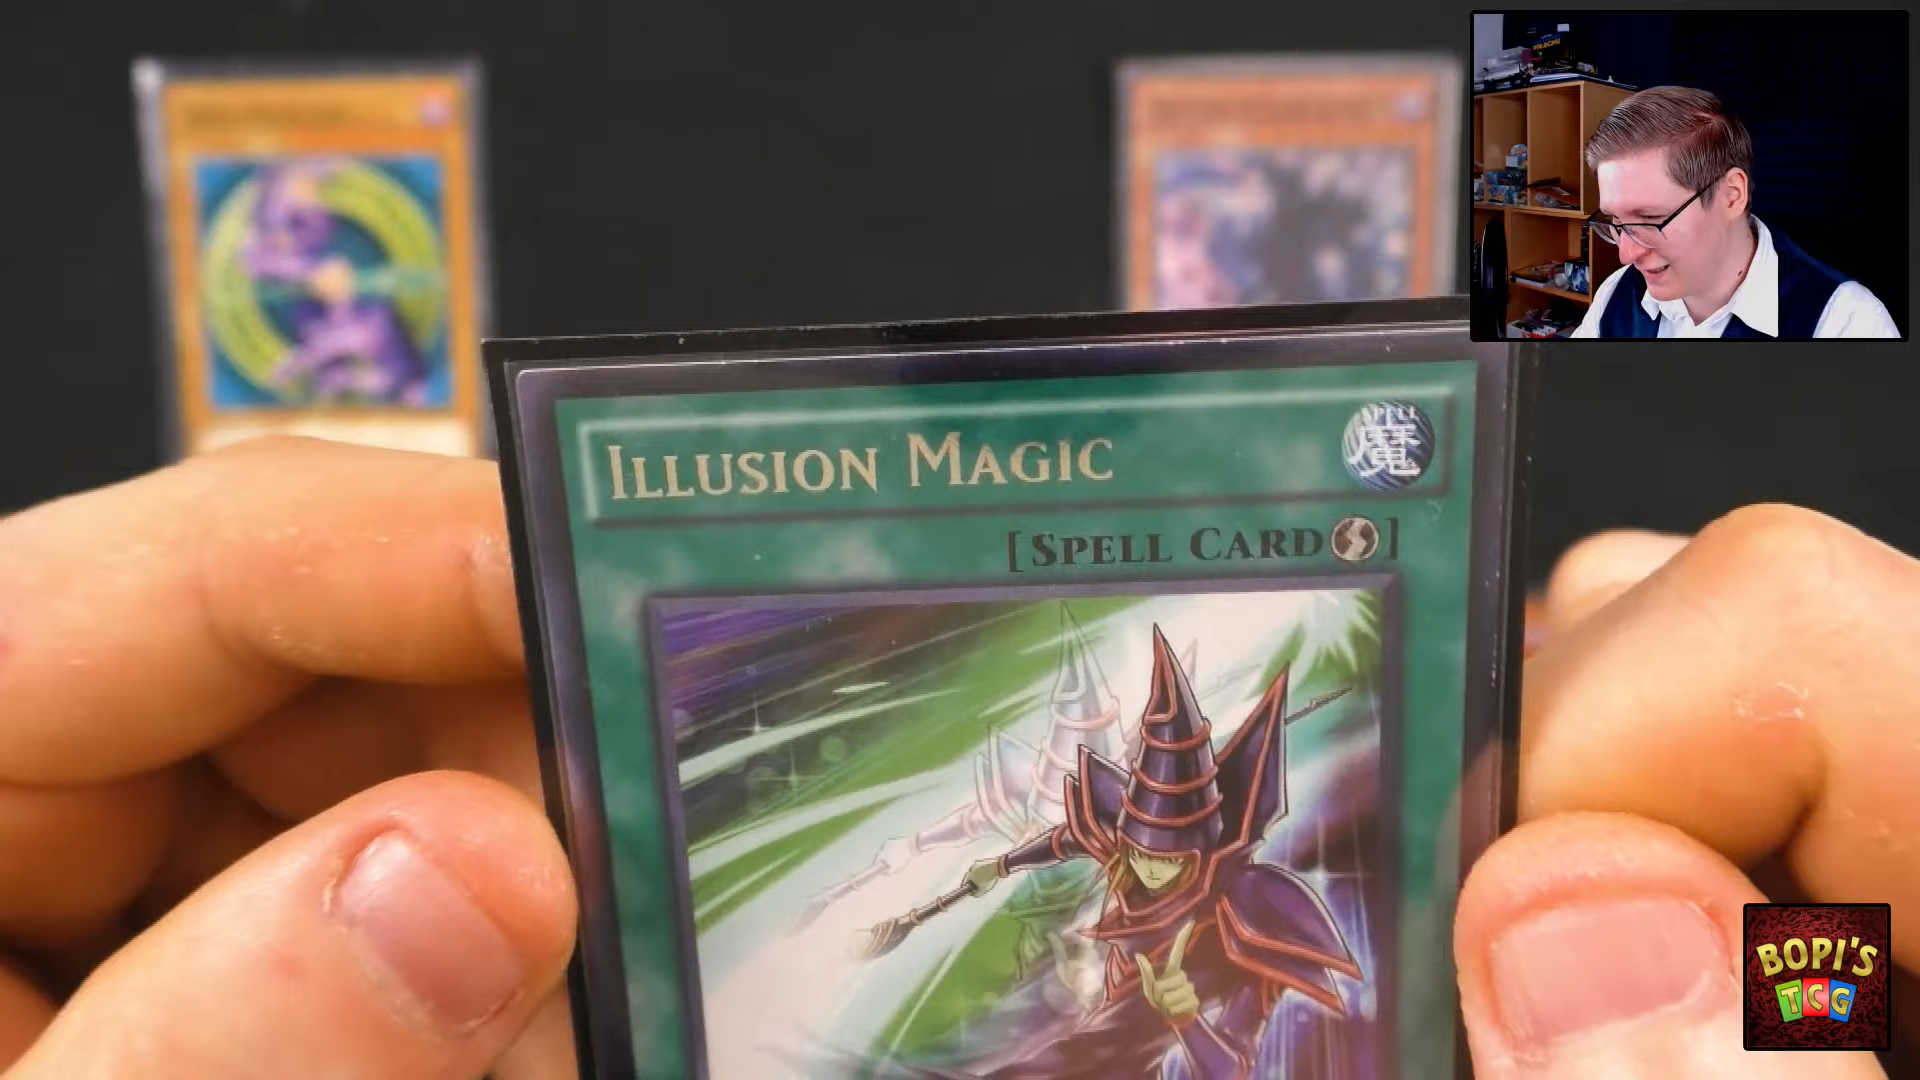 ILLUSION MAGIC
SPELL
魔
[SPELL CARD]
BOPI'S
TCG